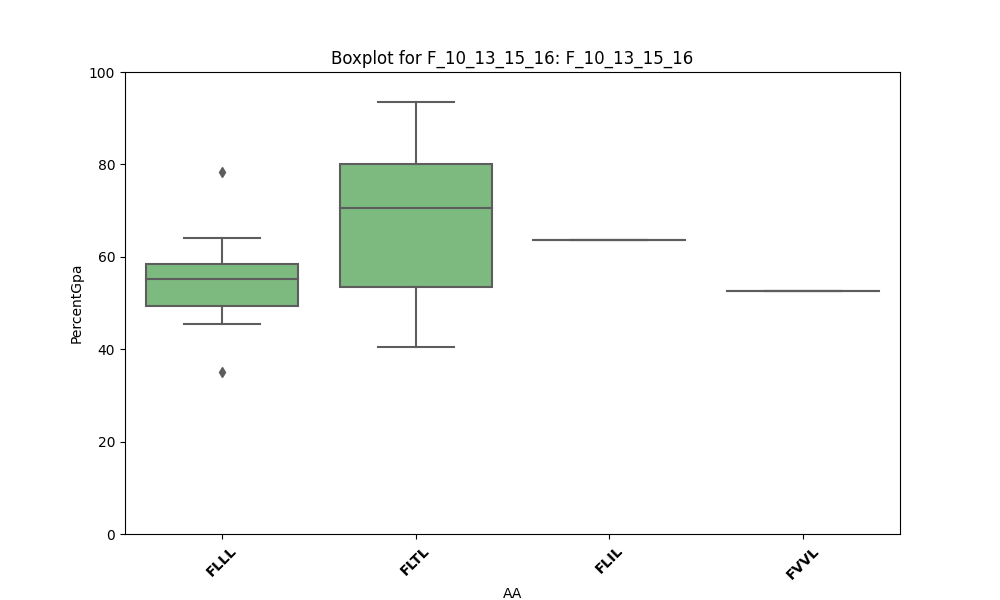 Boxplot for F_10_13_15_16: F_10_13_15_16
100
80
60
40
20
0
PercentGpa
FLLL
FLTL
FLIL
FVVL
AA